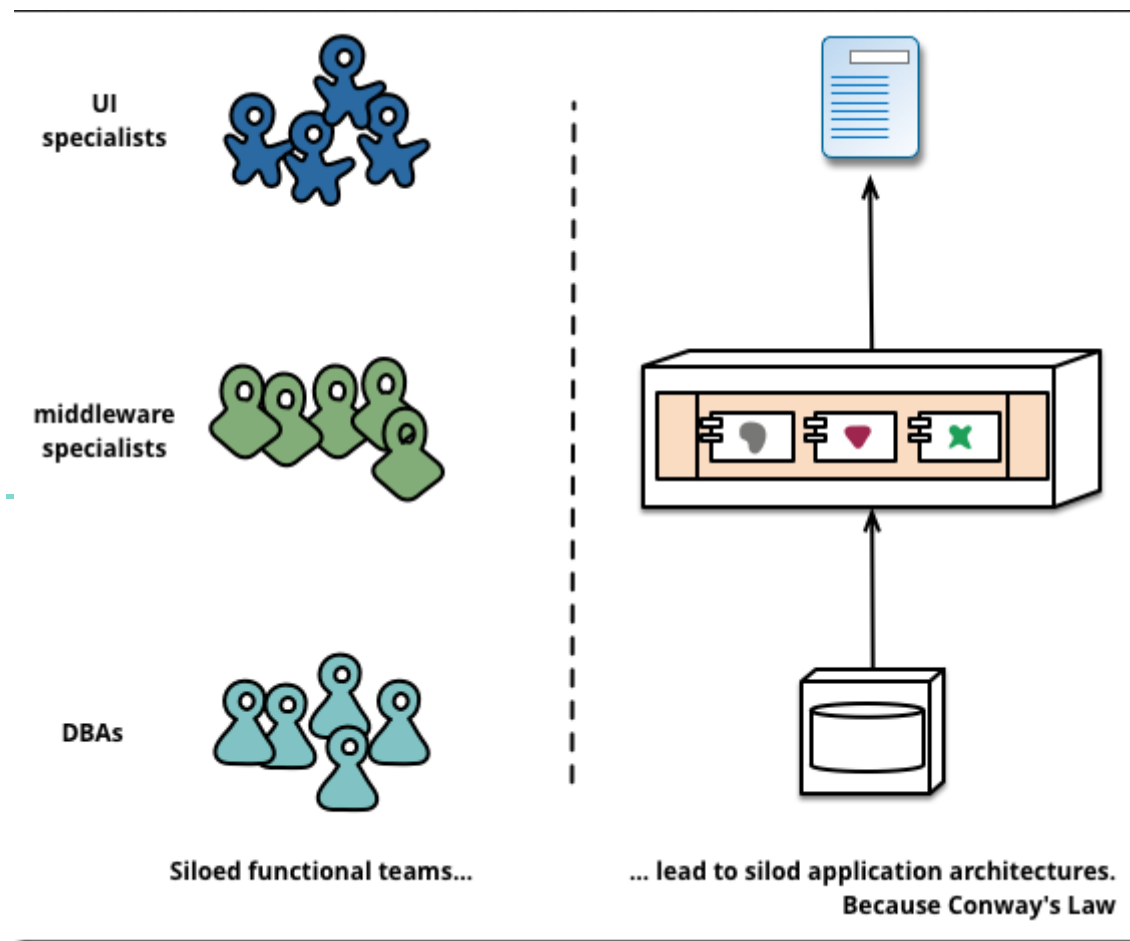 UI
specialists
middleware
specialists
DBAs
Siloed functional teams...
... lead to silod application architectures.
Because Conway's Law